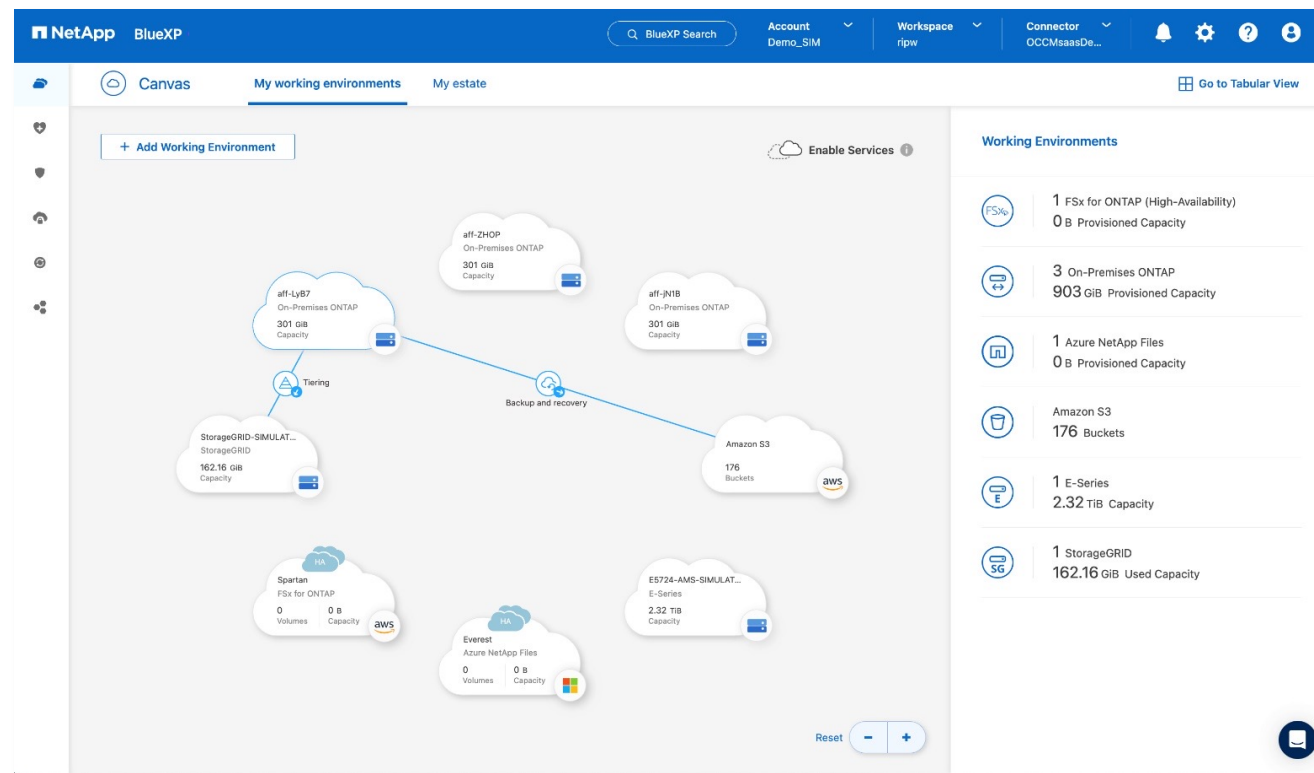 NetApp BlueXP
BlueXP Search
Account
Demo_SIM
Workspace
ripw
Connector
OCCMsaasDe...
Canvas
My working environments
My estate
Go to Tabular View
+ Add Working Environment
Enable Services
aff-ZHOP
On-Premises ONTAP
301 GiB
Capacity
aff-LyB7
On-Premises ONTAP
301 GiB
Capacity
aff-jN1B
On-Premises ONTAP
301 GiB
Capacity
Tiering
Backup and recovery
StorageGRID-SIMULAT...
StorageGRID
162.16 GiB
Capacity
Amazon S3
176
Buckets
aws
HA
Spartan
FSx for ONTAP
0 0 B
Volumes Capacity
aws
HA
Everest
Azure NetApp Files
0 0 B
Volumes Capacity
E5724-AMS-SIMULAT...
E-Series
2.32 TiB
Capacity
Reset - +
Working Environments
FSx
1 FSx for ONTAP (High-Availability)
0 B Provisioned Capacity
3 On-Premises ONTAP
903 GiB Provisioned Capacity
1 Azure NetApp Files
0 B Provisioned Capacity
Amazon S3
176 Buckets
E
1 E-Series
2.32 TiB Capacity
SG
1 StorageGRID
162.16 GiB Used Capacity